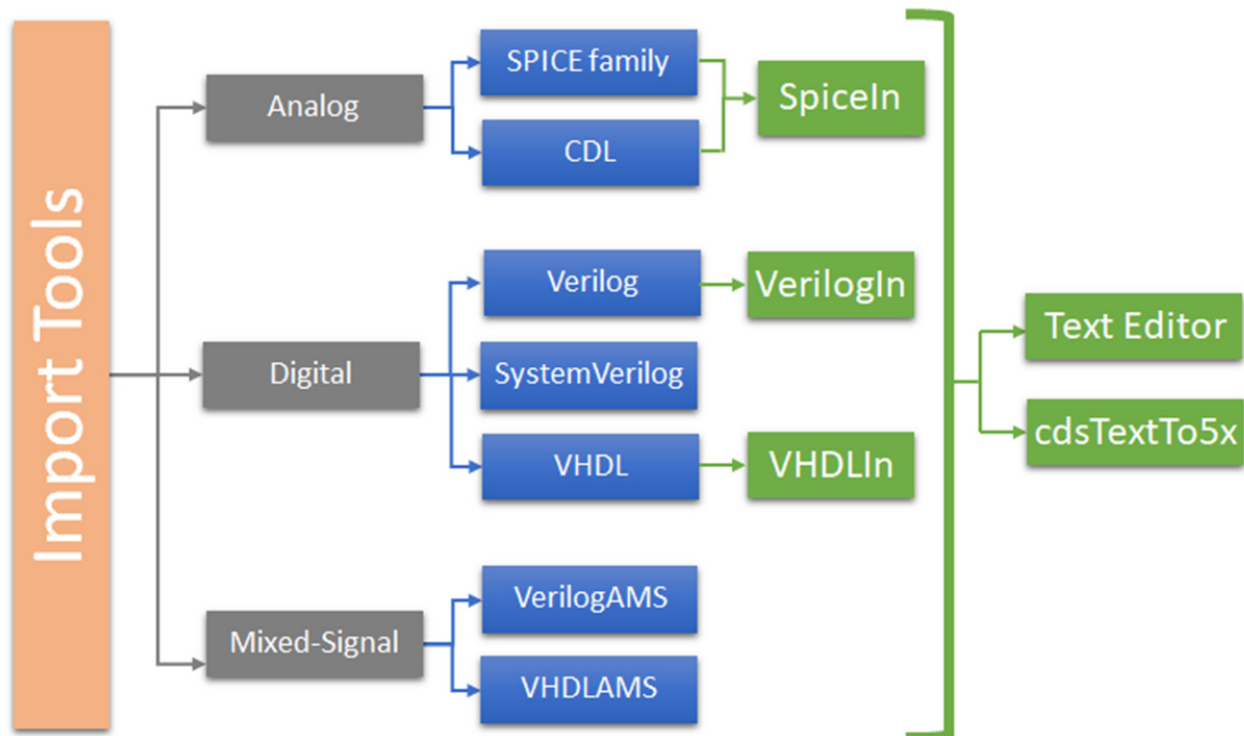 Import Tools
Analog
SPICE family
CDL
SpiceIn
Digital
Verilog
VerilogIn
SystemVerilog
VHDL
VHDLIn
Mixed-Signal
VerilogAMS
VHDLAMS
Text Editor
cdsTextTo5x